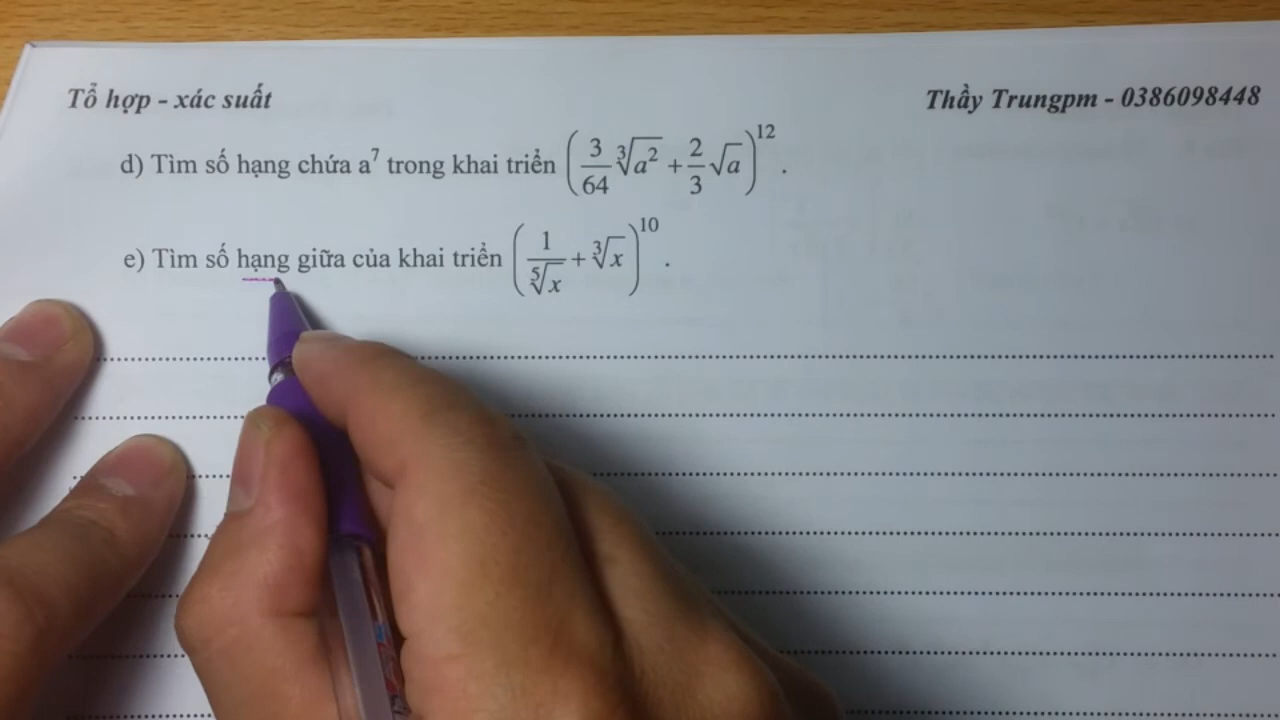 Tổ hợp - xác suất
Thầy Trungpm - 0386098448
d) Tìm số hạng chứa a⁷ trong khai triển (3/64 ∛a² + 2/3 √a)¹² .
e) Tìm số hạng giữa của khai triển (1/⁵√x + ∛x)¹⁰ .